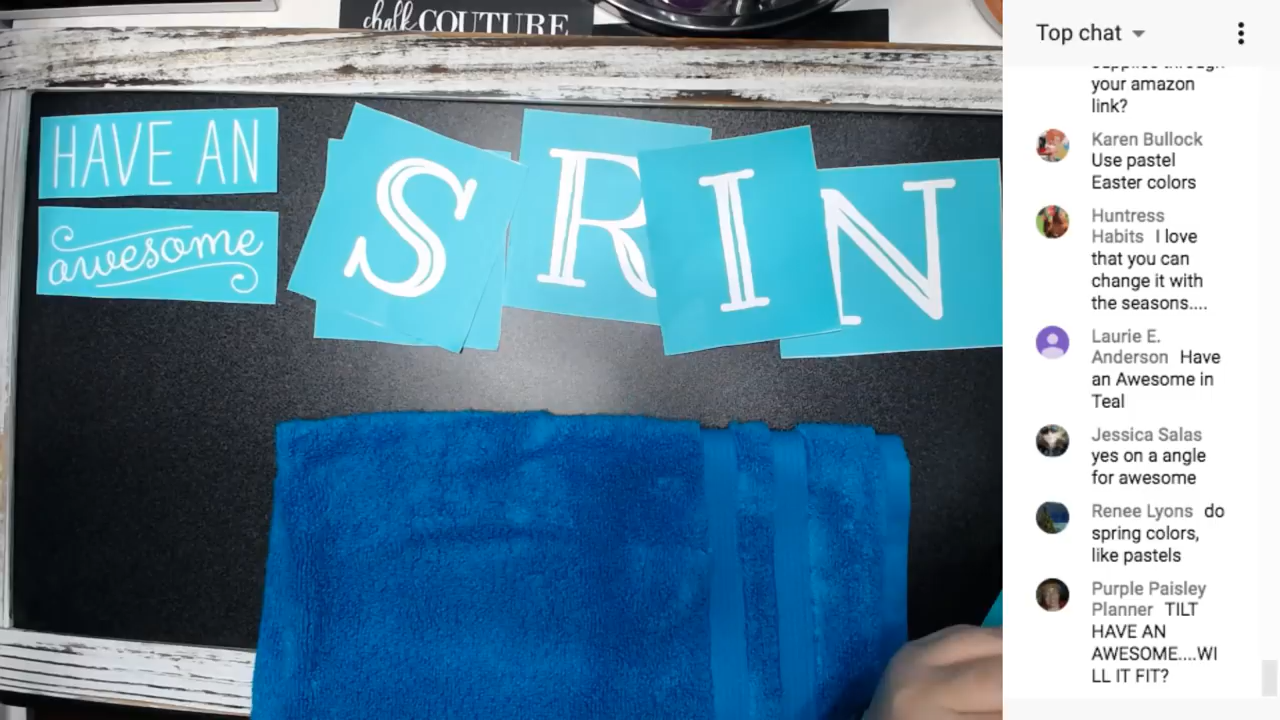 chalk COUTURE
HAVE AN
awesome
S R I N
Top chat
your amazon
link?
Karen Bullock
Use pastel
Easter colors
Huntress
Habits I love
that you can
change it with
the seasons....
Laurie E.
Anderson Have
an Awesome in
Teal
Jessica Salas
yes on a angle
for awesome
Renee Lyons do
spring colors,
like pastels
Purple Paisley
Planner TILT
HAVE AN
AWESOME....WI
LL IT FIT?